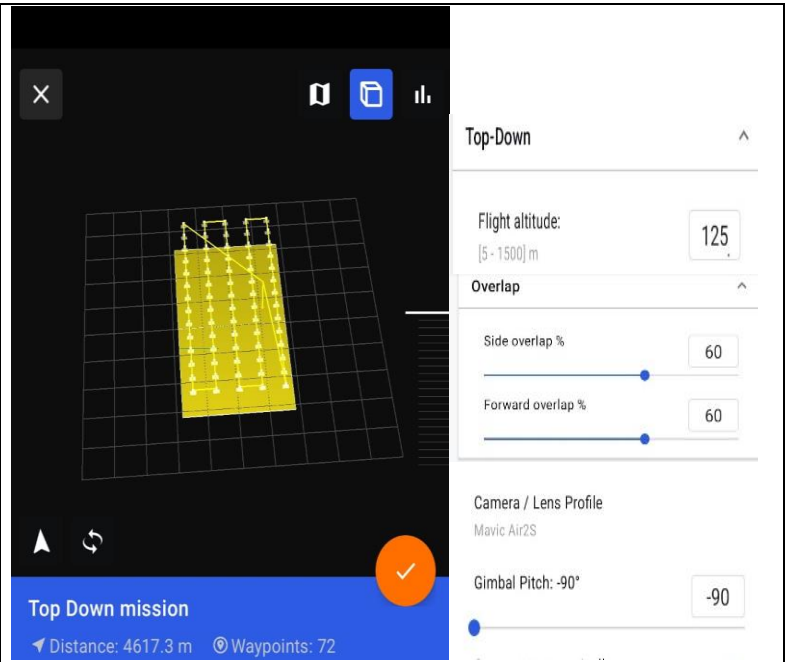 Top-Down
Flight altitude:
[5 - 1500] m
125
Overlap
Side overlap %
60
Forward overlap %
60
Camera / Lens Profile
Mavic Air2S
Gimbal Pitch: -90°
-90
Top Down mission
Distance: 4617.3 m Waypoints: 72